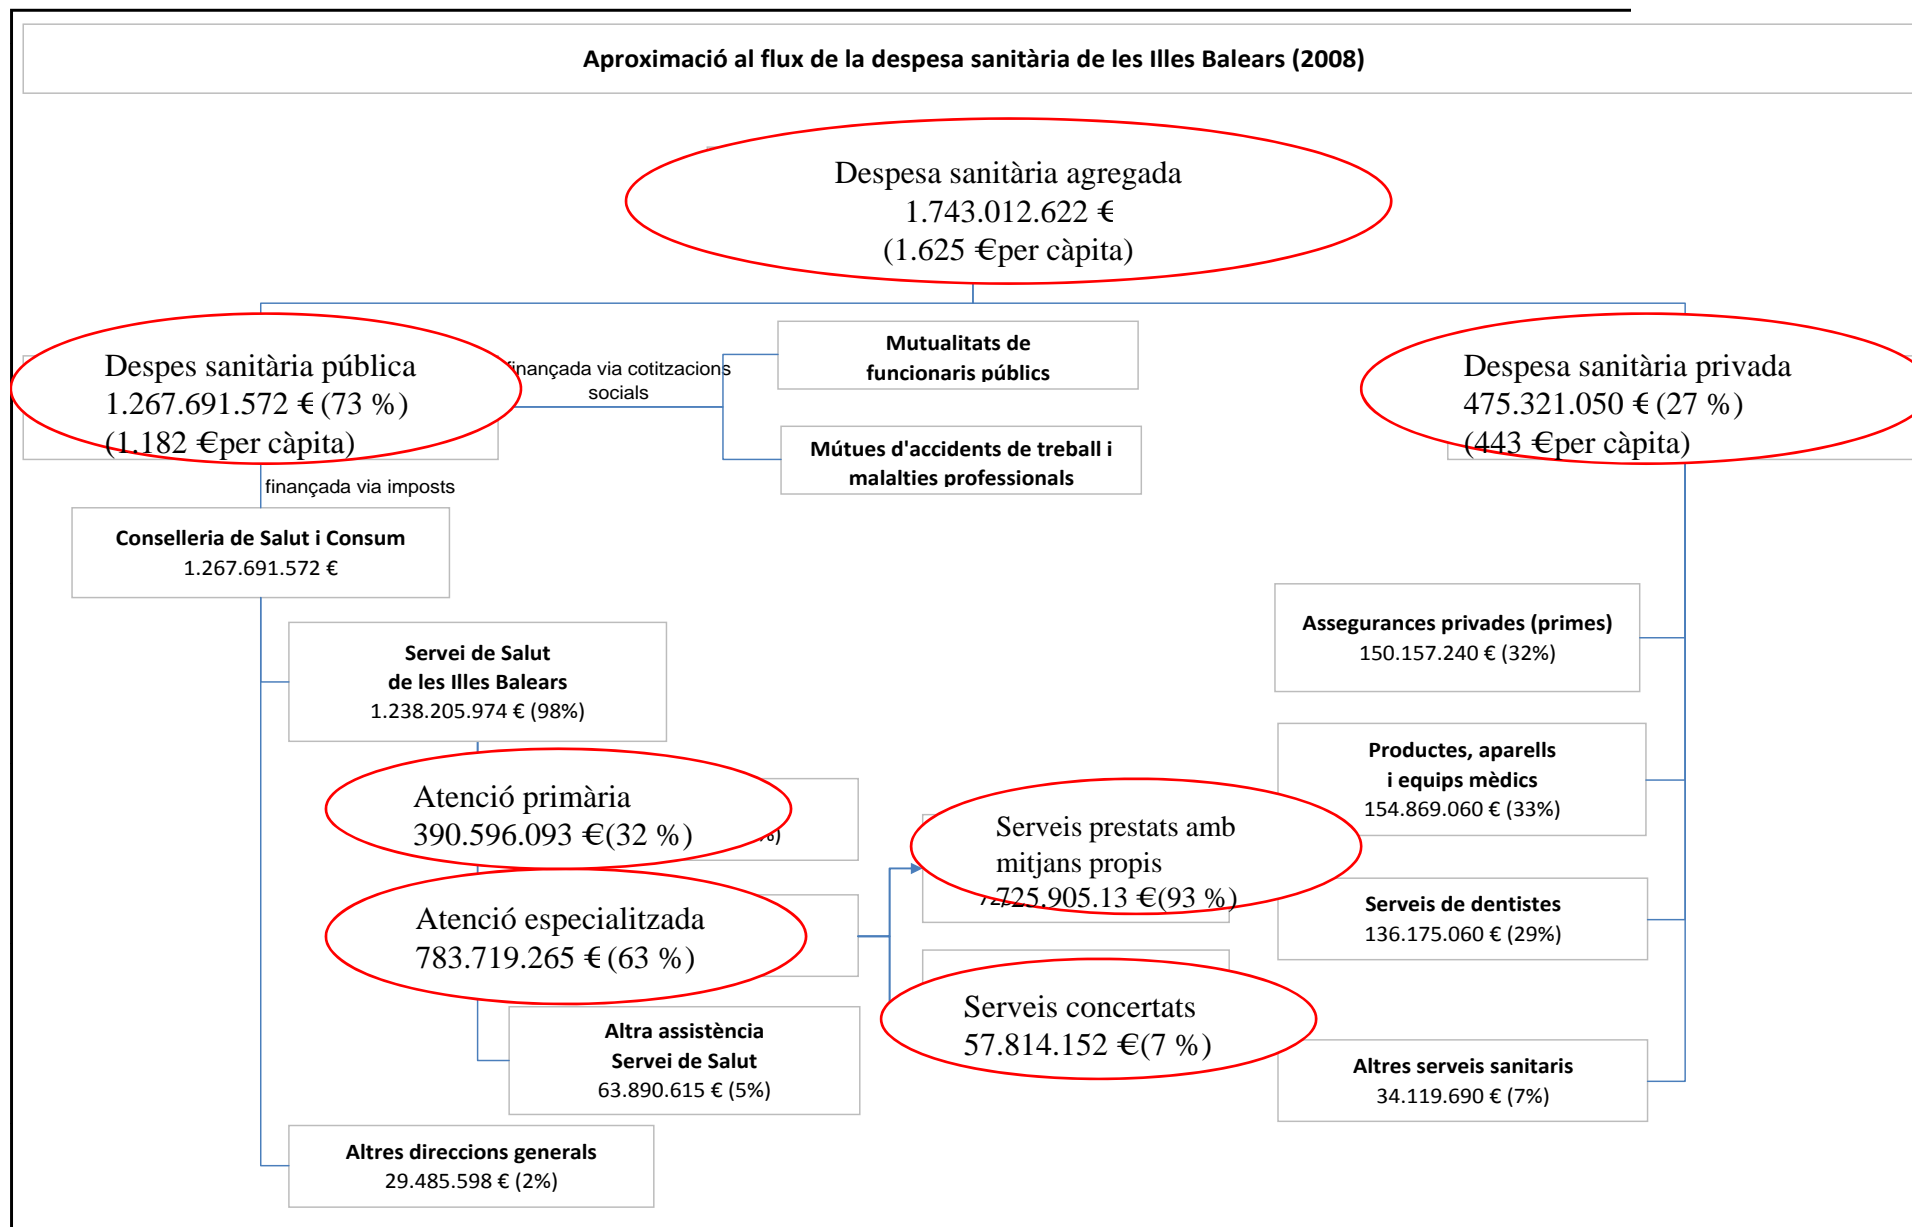 Aproximació al flux de la despesa sanitària de les Illes Balears (2008)
Despesa sanitària agregada
1.743.012.622 €
(1.625 €per càpita)
Despes sanitària pública
1.267.691.572 € (73 %)
(1.182 €per càpita)
finançada via cotitzacions
socials
Mutualitats de
funcionaris públics
Mútues d'accidents de treball i
malalties professionals
Despesa sanitària privada
475.321.050 € (27 %)
(443 €per càpita)
finançada via imposts
Conselleria de Salut i Consum
1.267.691.572 €
Servei de Salut
de les Illes Balears
1.238.205.974 € (98%)
Atenció primària
390.596.093 €(32 %)
Atenció especialitzada
783.719.265 € (63 %)
Altra assistència
Servei de Salut
63.890.615 € (5%)
Altres direccions generals
29.485.598 € (2%)
Serveis prestats amb
mitjans propis
725.905.13 €(93 %)
Serveis concertats
57.814.152 €(7 %)
Assegurances privades (primes)
150.157.240 € (32%)
Productes, aparells
i equips mèdics
154.869.060 € (33%)
Serveis de dentistes
136.175.060 € (29%)
Altres serveis sanitaris
34.119.690 € (7%)